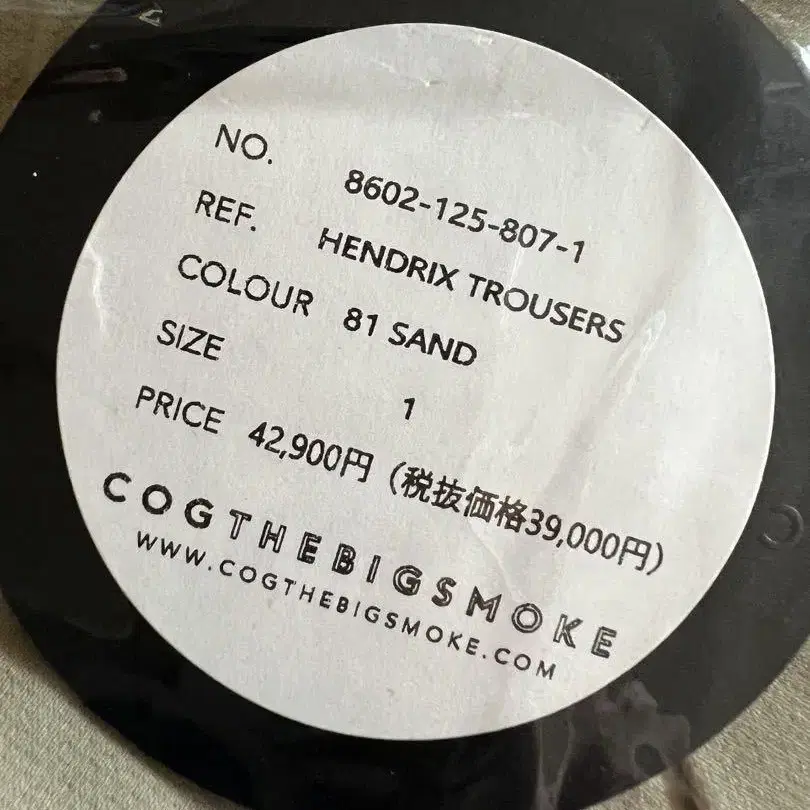 NO. 8602-125-807-1
REF. HENDRIX TROUSERS
COLOUR 81 SAND
SIZE 1
PRICE 42,900円（税抜価格39,000円）
COGTHEBIGSMOKE
WWW.COGTHEBIGSMOKE.COM